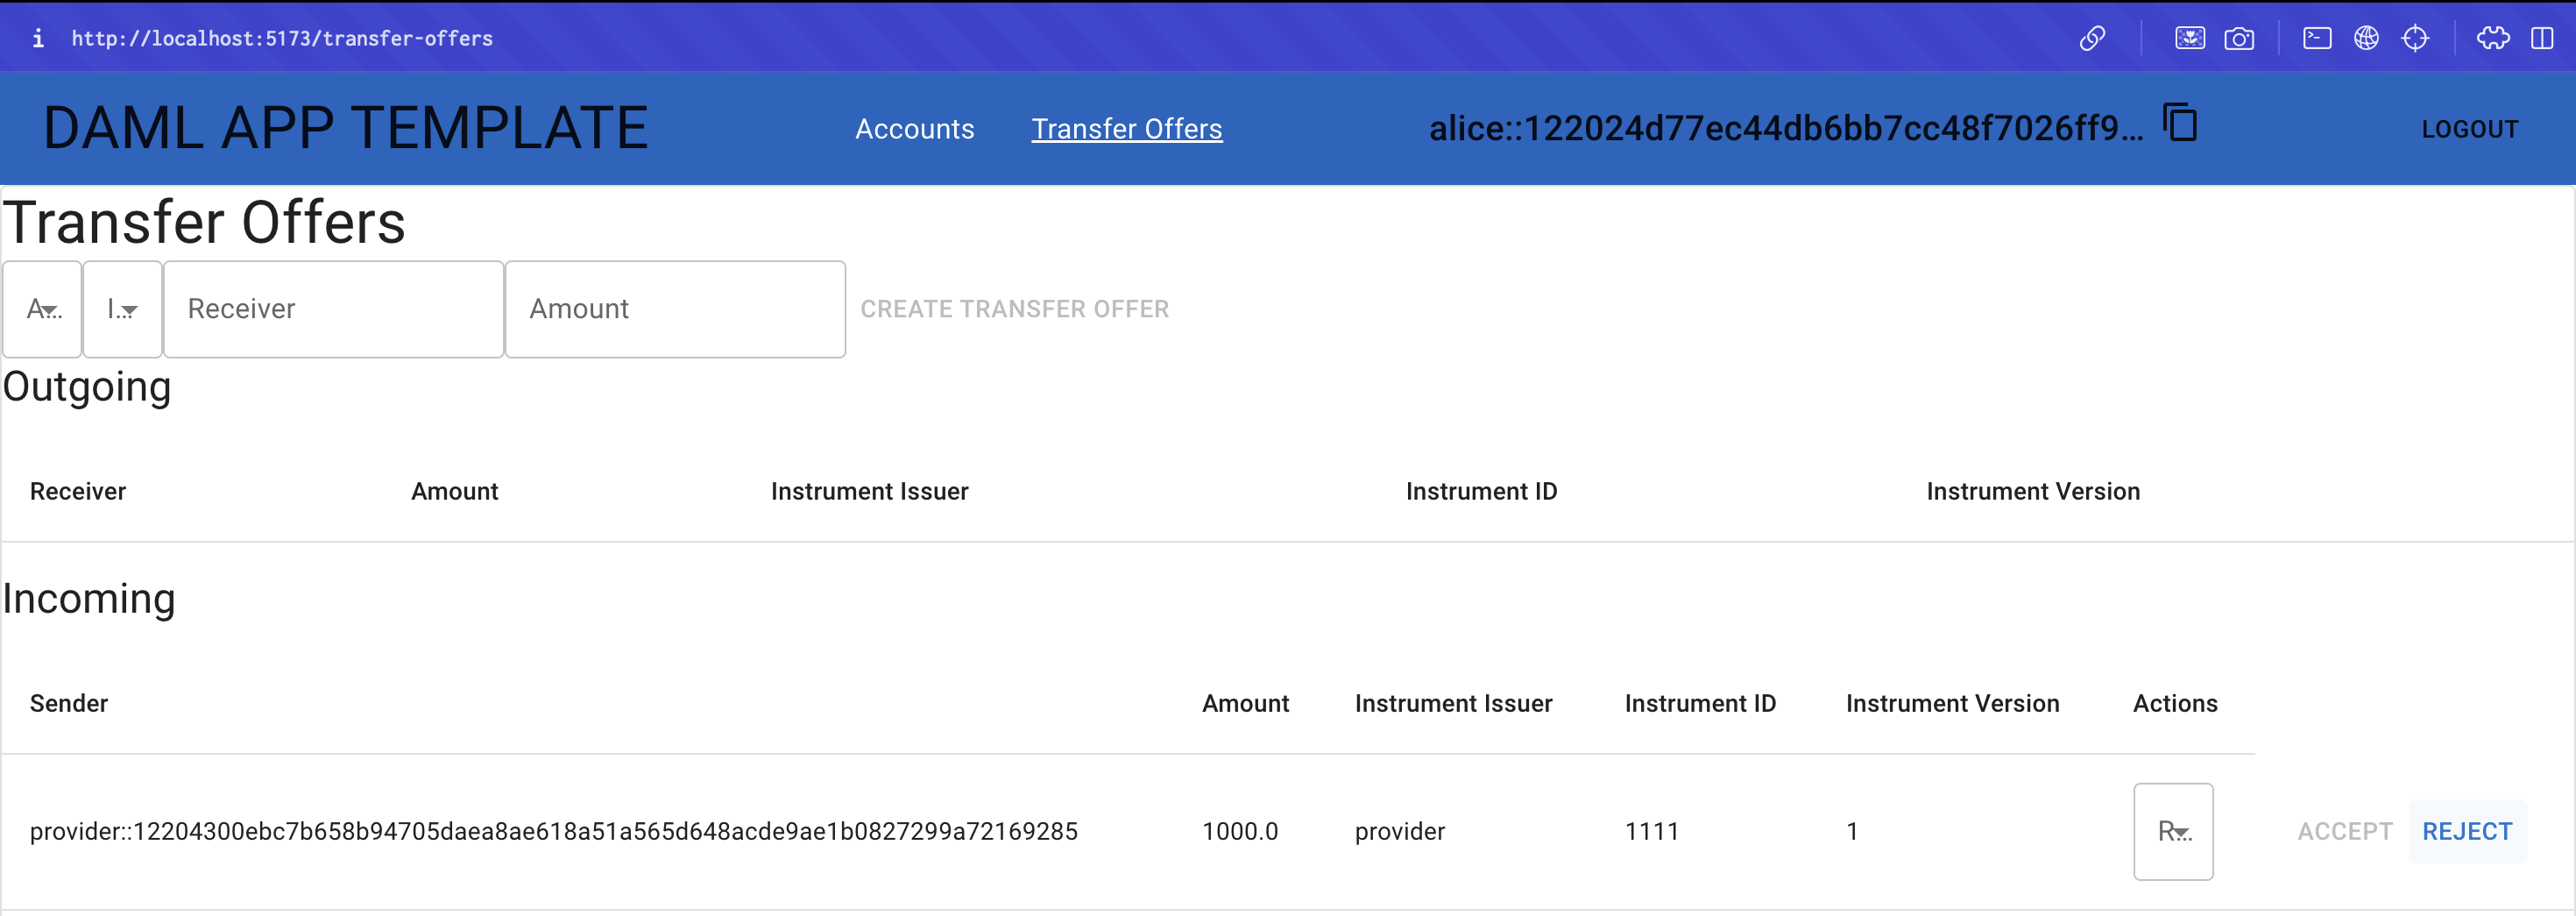 http://localhost:5173/transfer-offers
DAML APP TEMPLATE Accounts Transfer Offers alice::122024d77ec44db6bb7cc48f7026ff9... LOGOUT
Transfer Offers
A... I... Receiver Amount CREATE TRANSFER OFFER
Outgoing
Receiver Amount Instrument Issuer Instrument ID Instrument Version
Incoming
Sender Amount Instrument Issuer Instrument ID Instrument Version Actions
provider::12204300ebc7b658b94705daea8ae618a51a565d648acde9ae1b0827299a72169285 1000.0 provider 1111 1 R... ACCEPT REJECT